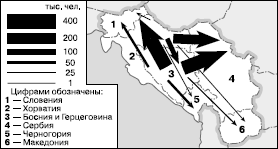 тыс. чел.
400
200
100
50
25
1
Цифрами обозначены:
1 — Словения
2 — Хорватия
3 — Босния и Герцеговина
4 — Сербия
5 — Черногория
6 — Македония
1
2
3
4
5
6